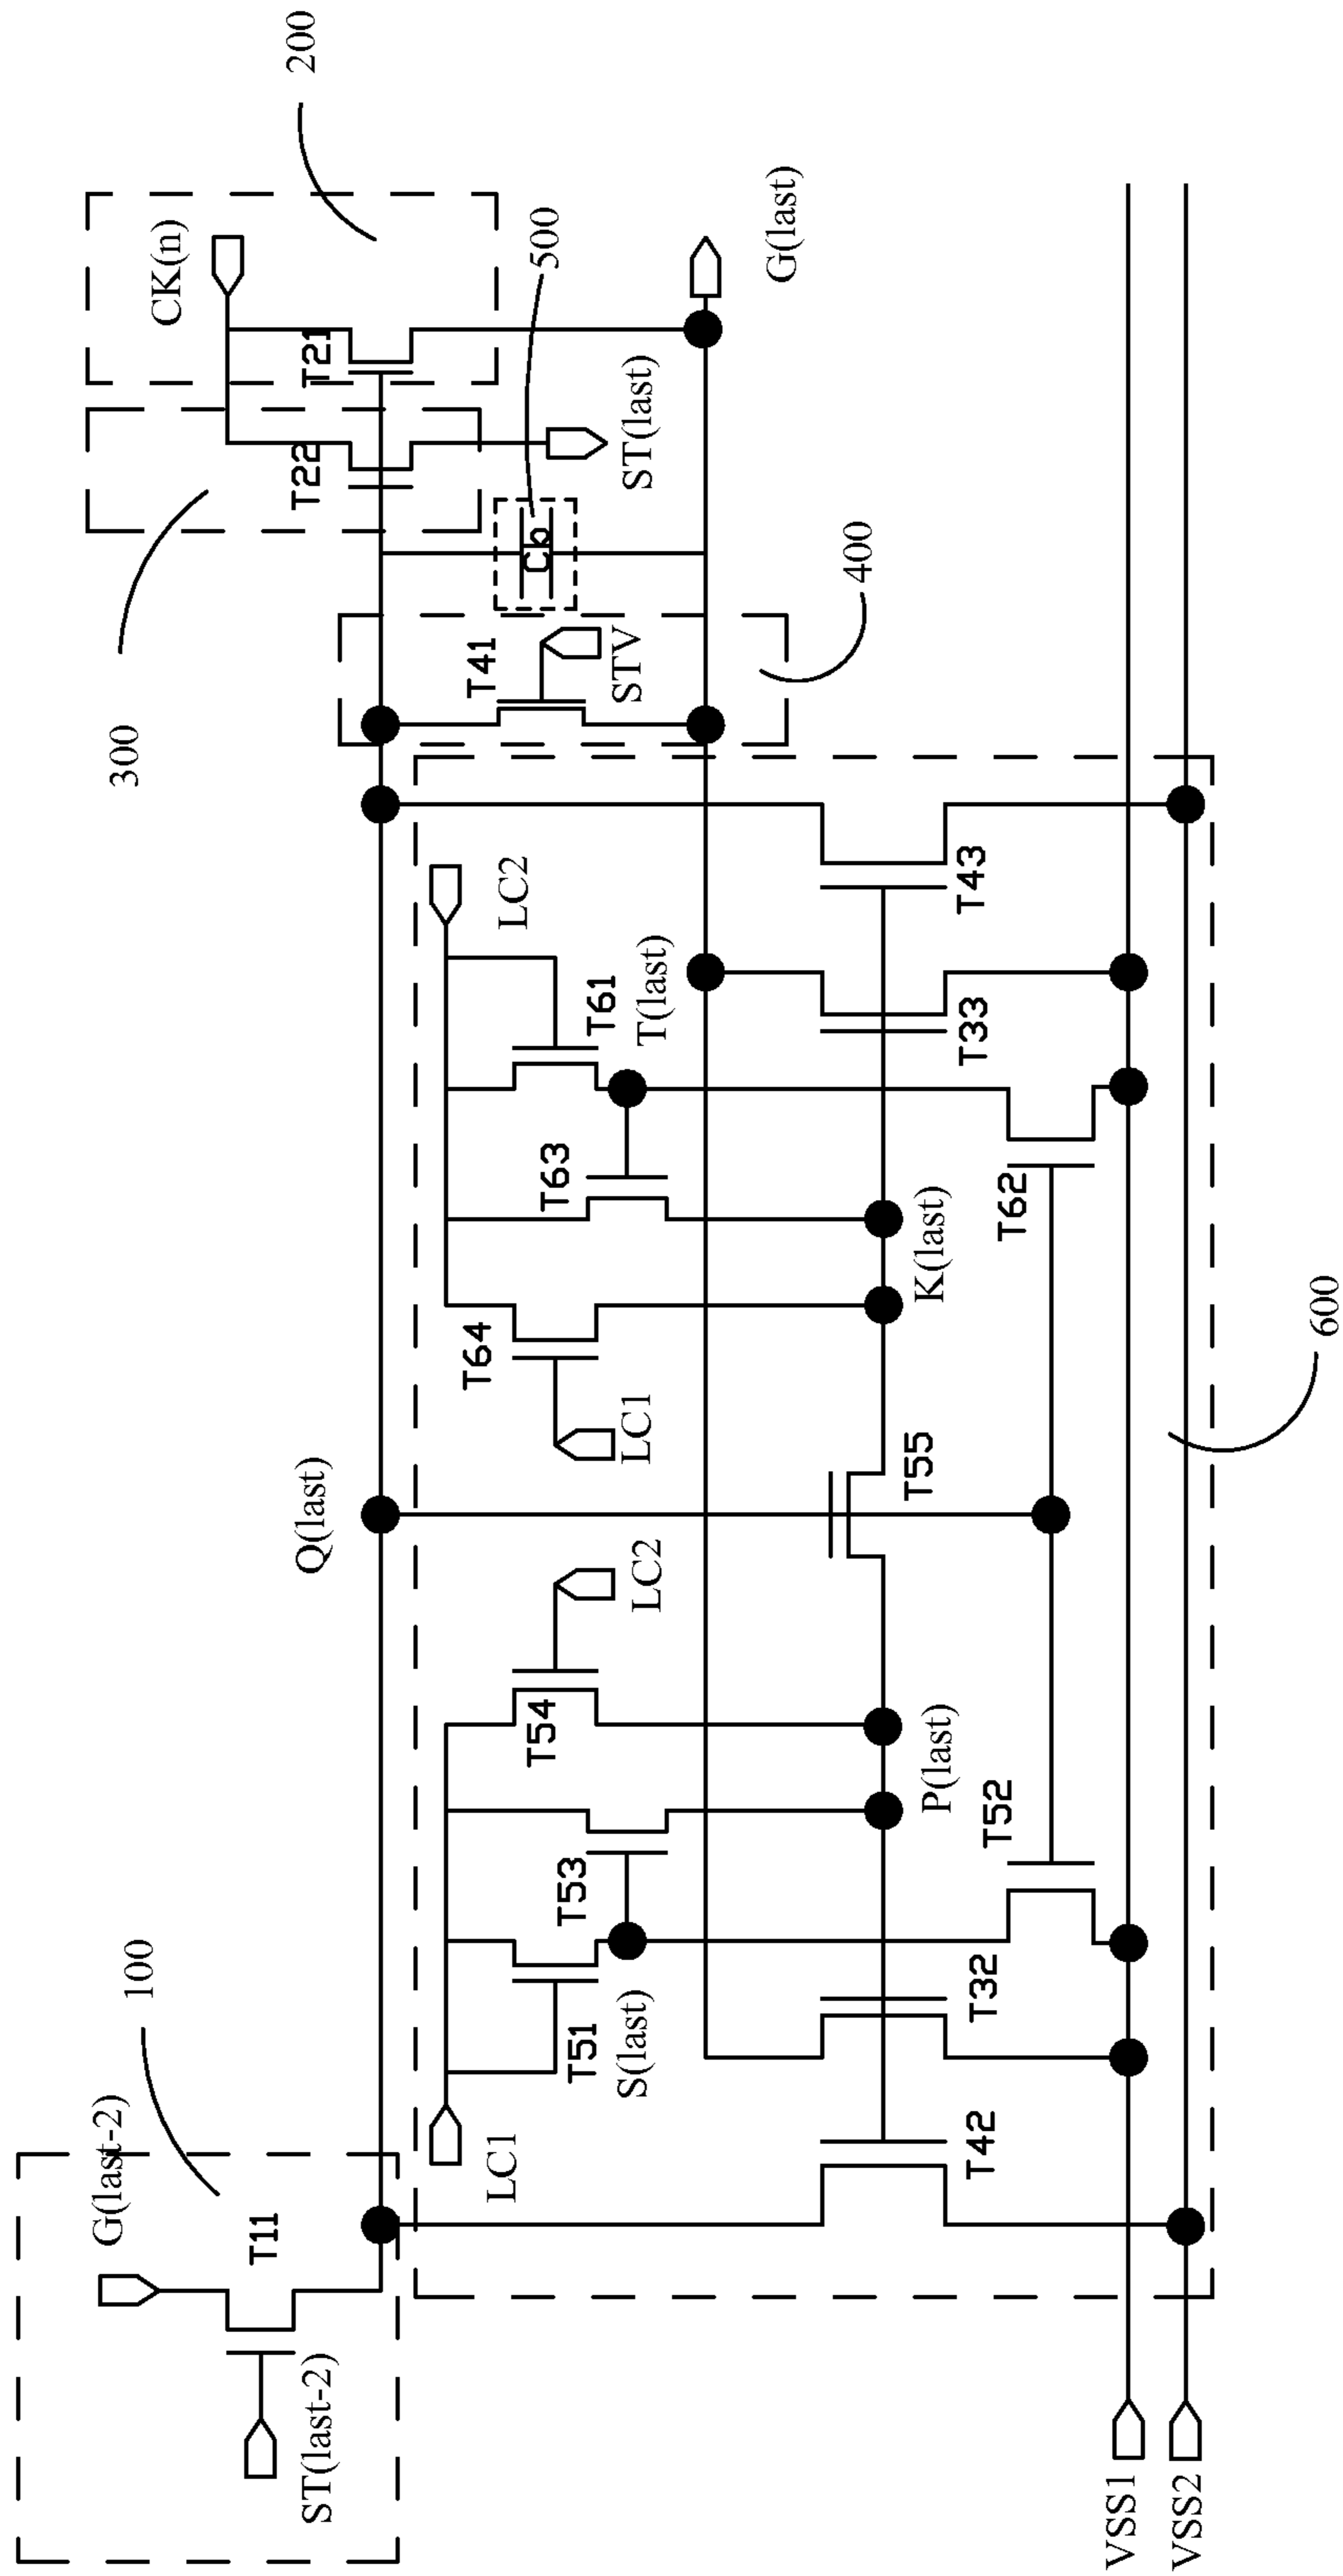 G(last-2)
100
T11
ST(last-2)
Q(last)
300
200
CK(n)
T22
T21
ST(last)
500
Cb
T41
STV
400
G(last)
LC1
T51
S(last)
T53
T54
LC2
P(last)
T42
T32
T52
T55
T64
LC1
T63
T61
LC2
T(last)
K(last)
T62
T33
T43
600
VSS1
VSS2